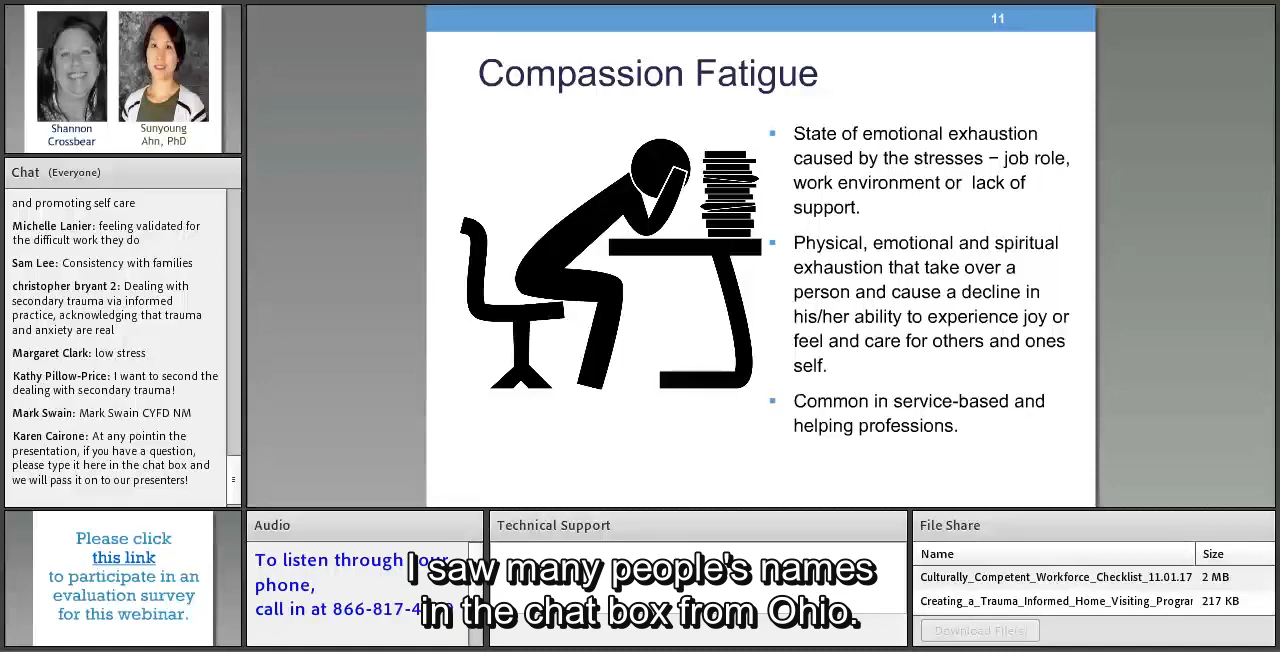 Shannon
Crossbear
Sunyoung
Ahn, PhD
Chat (Everyone)
and promoting self care
Michelle Lanier: feeling validated for
the difficult work they do
Sam Lee: Consistency with families
christopher bryant 2: Dealing with
secondary trauma via informed
practice, acknowledging that trauma
and anxiety are real
Margaret Clark: low stress
Kathy Pillow-Price: I want to second the
dealing with secondary trauma!
Mark Swain: Mark Swain CYFD NM
Karen Cairone: At any pointin the
presentation, if you have a question,
please type it here in the chat box and
we will pass it on to our presenters!
Please click
this link
to participate in an
evaluation survey
for this webinar.
11
Compassion Fatigue
State of emotional exhaustion
caused by the stresses – job role,
work environment or lack of
support.
Physical, emotional and spiritual
exhaustion that take over a
person and cause a decline in
his/her ability to experience joy or
feel and care for others and ones
self.
Common in service-based and
helping professions.
Audio
To listen through
phone,
call in at 866-817-
Technical Support
I saw many people's names
in the chat box from Ohio.
File Share
Name Size
Culturally_Competent_Workforce_Checklist_11.01.17 2 MB
Creating_a_Trauma_Informed_Home_Visiting_Progra 217 KB
Download File(s)